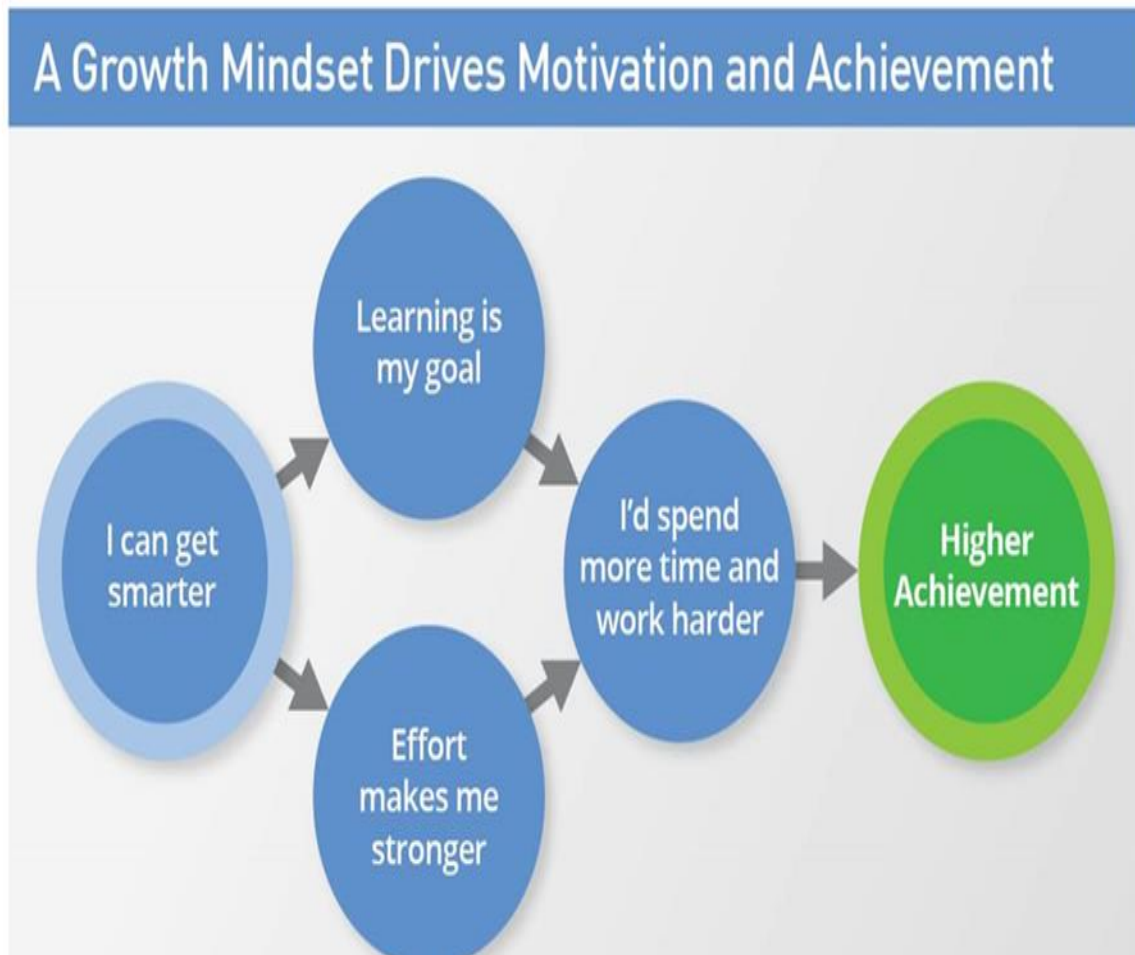 A Growth Mindset Drives Motivation and Achievement
I can get
smarter
Learning is
my goal
Effort
makes me
stronger
I'd spend
more time and
work harder
Higher
Achievement